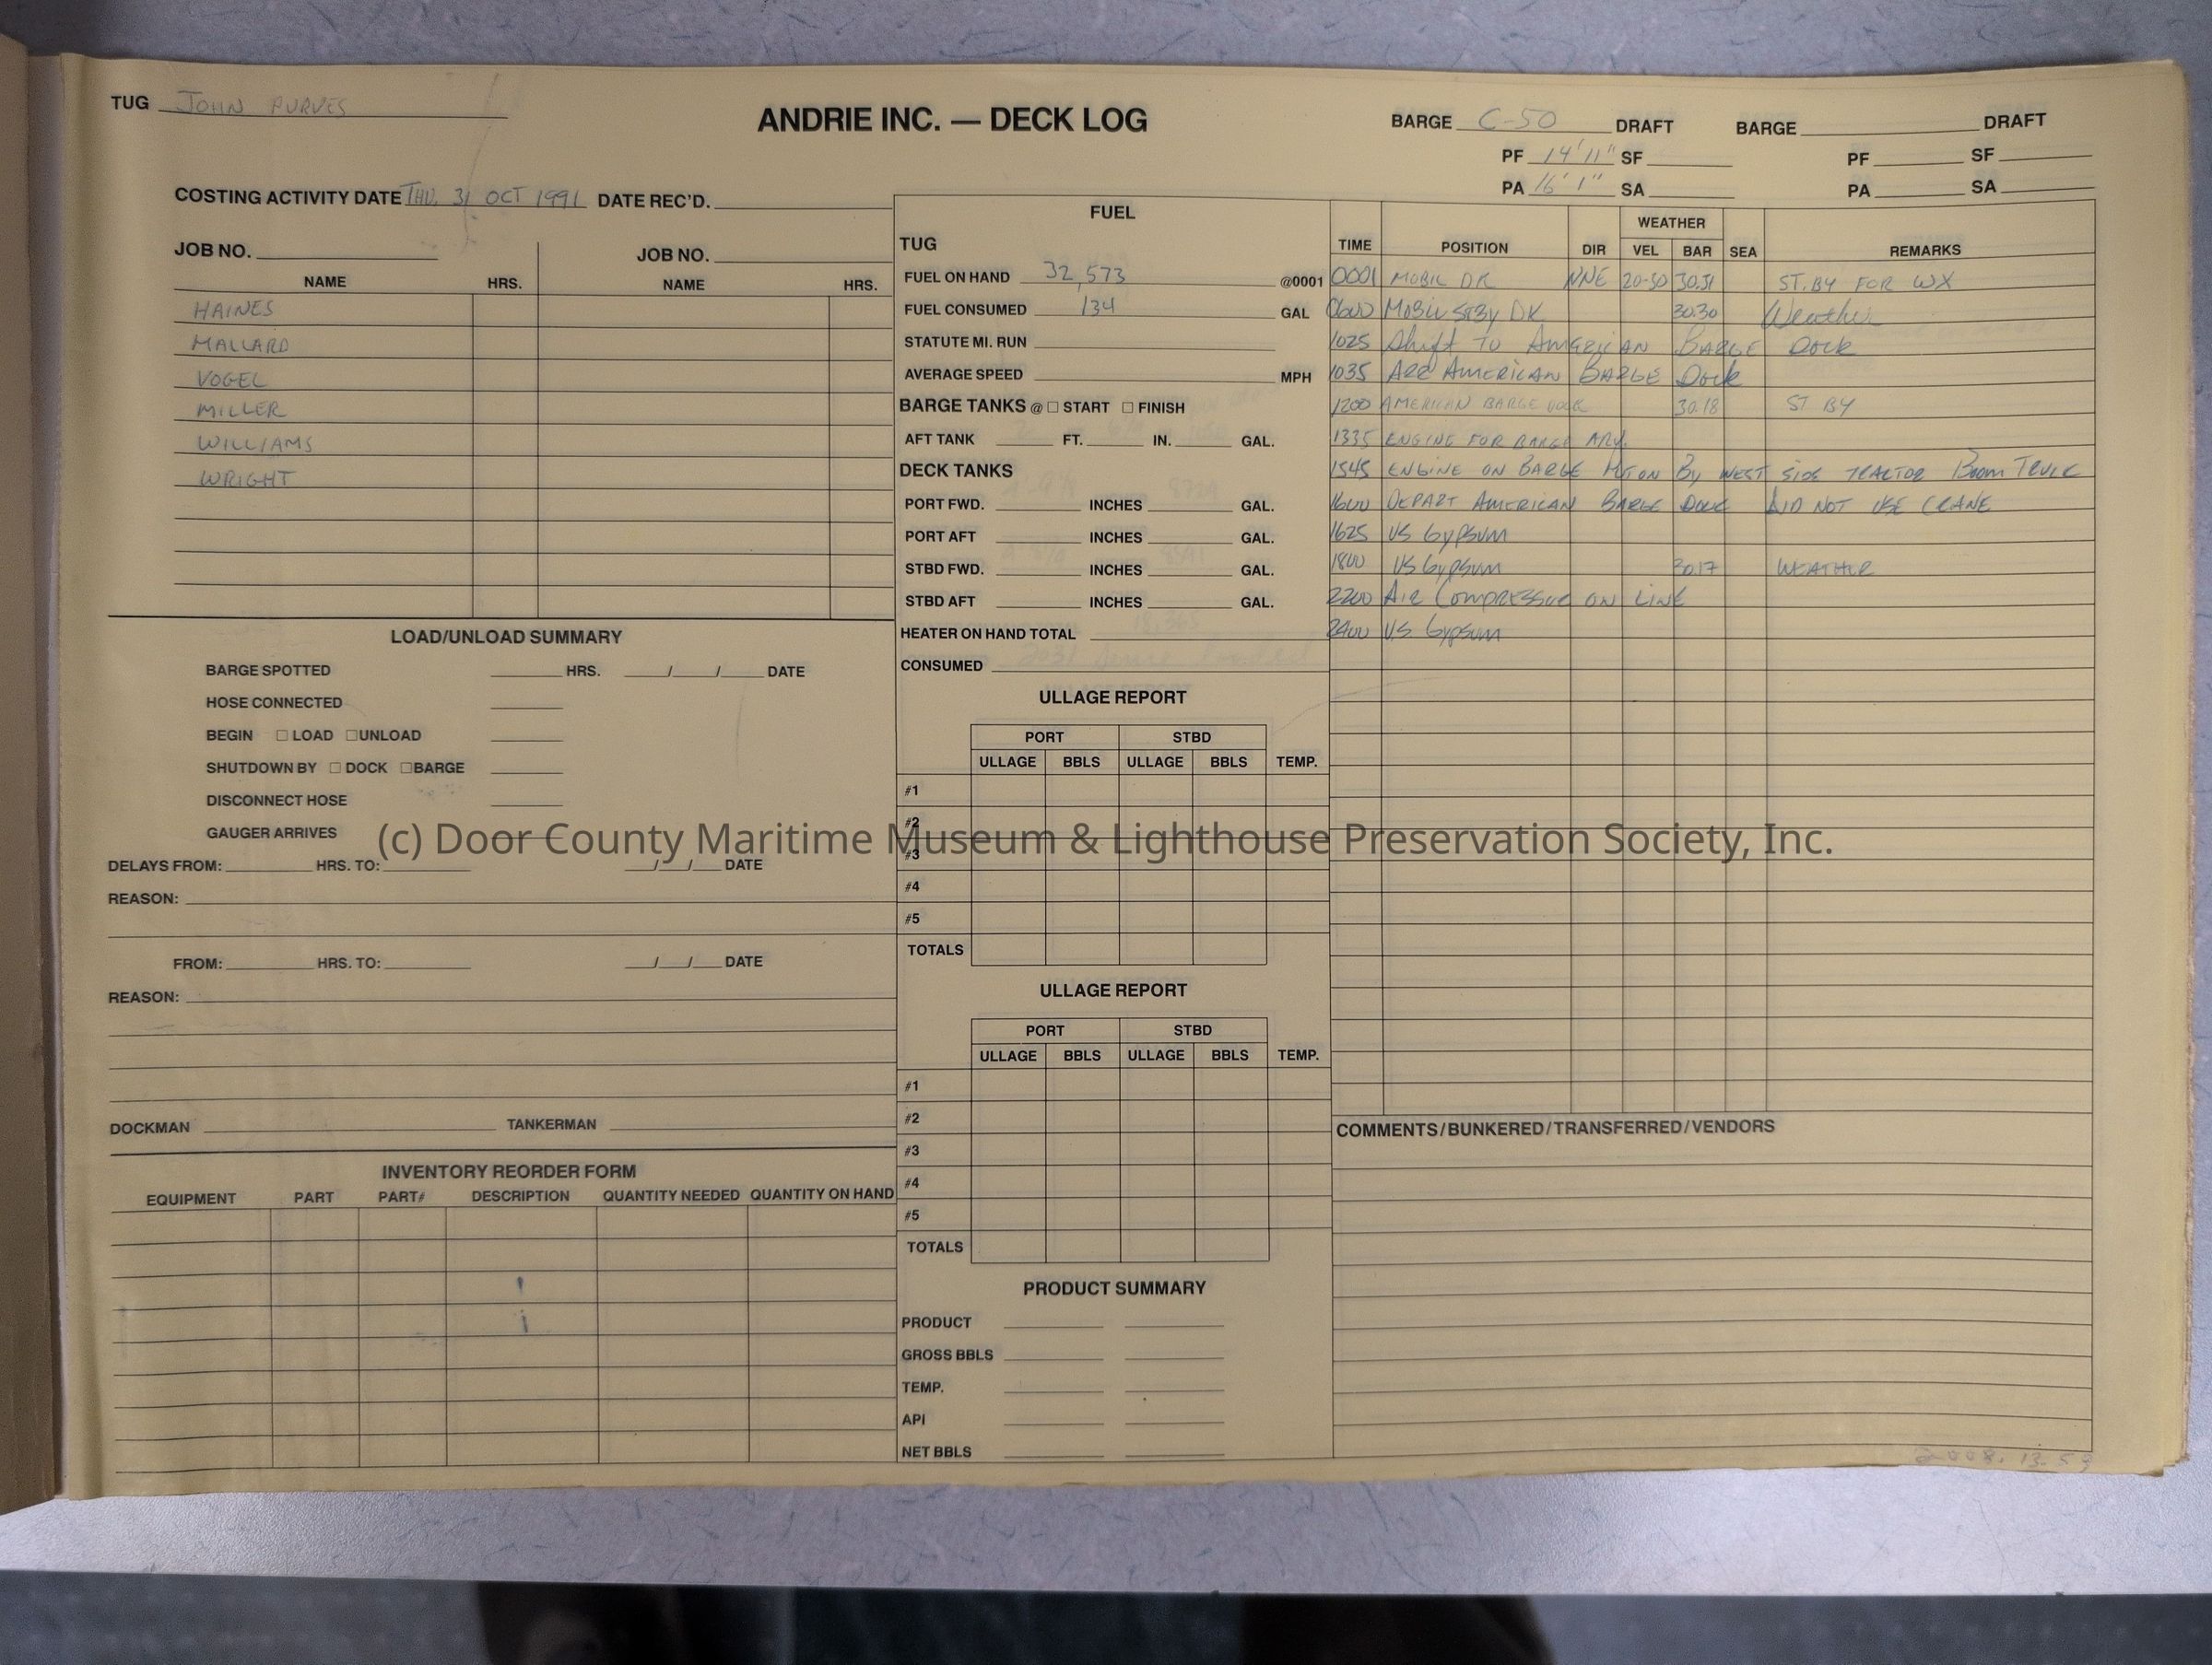 TUG JOHN PURVES
ANDRIE INC. — DECK LOG
BARGE C-50 DRAFT BARGE DRAFT
PF 14'11" SF PF SF
PA 16'1" SA PA SA
COSTING ACTIVITY DATE THU. 31 OCT 1991 DATE REC'D.
JOB NO. JOB NO.
NAME HRS. NAME HRS.
HAINES
MALLARD
VOGEL
MILLER
WILLIAMS
WRIGHT
LOAD/UNLOAD SUMMARY
BARGE SPOTTED HRS. / / DATE
HOSE CONNECTED
BEGIN □ LOAD □ UNLOAD
SHUTDOWN BY □ DOCK □ BARGE
DISCONNECT HOSE
GAUGER ARRIVES
DELAYS FROM: HRS. TO: / / DATE
REASON:
FROM: HRS. TO: / / DATE
REASON:
DOCKMAN TANKERMAN
INVENTORY REORDER FORM
EQUIPMENT PART PART# DESCRIPTION QUANTITY NEEDED QUANTITY ON HAND
FUEL
TUG
FUEL ON HAND 32,573 @0001
FUEL CONSUMED 134 GAL
STATUTE MI. RUN
AVERAGE SPEED MPH
BARGE TANKS @ □ START □ FINISH
AFT TANK FT. IN. GAL.
DECK TANKS
PORT FWD. INCHES GAL.
PORT AFT INCHES GAL.
STBD FWD. INCHES GAL.
STBD AFT INCHES GAL.
HEATER ON HAND TOTAL
CONSUMED
ULLAGE REPORT
PORT STBD
ULLAGE BBLS ULLAGE BBLS TEMP.
#1
#2
#3
#4
#5
TOTALS
ULLAGE REPORT
PORT STBD
ULLAGE BBLS ULLAGE BBLS TEMP.
#1
#2
#3
#4
#5
TOTALS
PRODUCT SUMMARY
PRODUCT
GROSS BBLS
TEMP.
API
NET BBLS
WEATHER
TIME POSITION DIR VEL BAR SEA REMARKS
0001 MOBIL DK NNE 20-30 30.31 ST.BY FOR WX
0600 Mobil STBy DK 30.30 Weather
1025 Shift TO AMERICAN BARGE Dock
1035 ARR AMERICAN BARGE Dock
1200 AMERICAN BARGE DOCK 30.18 ST BY
1335 ENGINE FOR BARGE ARV.
1545 ENGINE ON BARGE By WEST SIDE TRACTOR Boom TRUCK
1600 DEPART AMERICAN BARGE Dock DID NOT USE CRANE
1625 US Gypsum
1800 US Gypsum 30.17 WEATHER
2200 AIR COMPRESSOR ON LINE
2400 US Gypsum
COMMENTS/BUNKERED/TRANSFERRED/VENDORS
2008.13.59
(c) Door County Maritime Museum & Lighthouse Preservation Society, Inc.